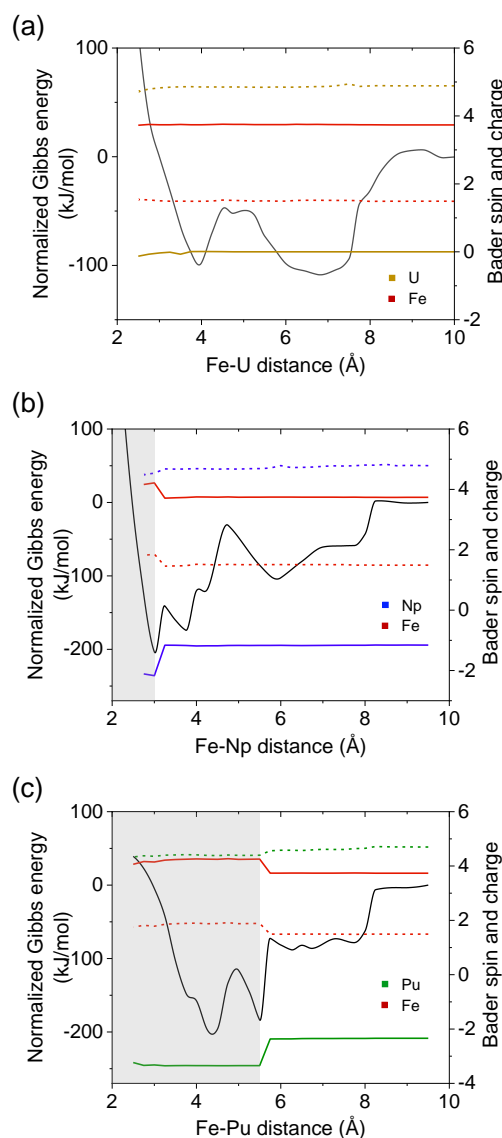 (a)
100
0
-100
Normalized Gibbs energy
(kJ/mol)
6
4
2
0
-2
Bader spin and charge
U
Fe
2 4 6 8 10
Fe-U distance (Å)
(b)
100
0
-100
-200
Normalized Gibbs energy
(kJ/mol)
6
4
2
0
-2
Bader spin and charge
Np
Fe
2 4 6 8 10
Fe-Np distance (Å)
(c)
100
0
-100
-200
Normalized Gibbs energy
(kJ/mol)
6
4
2
0
-2
-4
Bader spin and charge
Pu
Fe
2 4 6 8 10
Fe-Pu distance (Å)